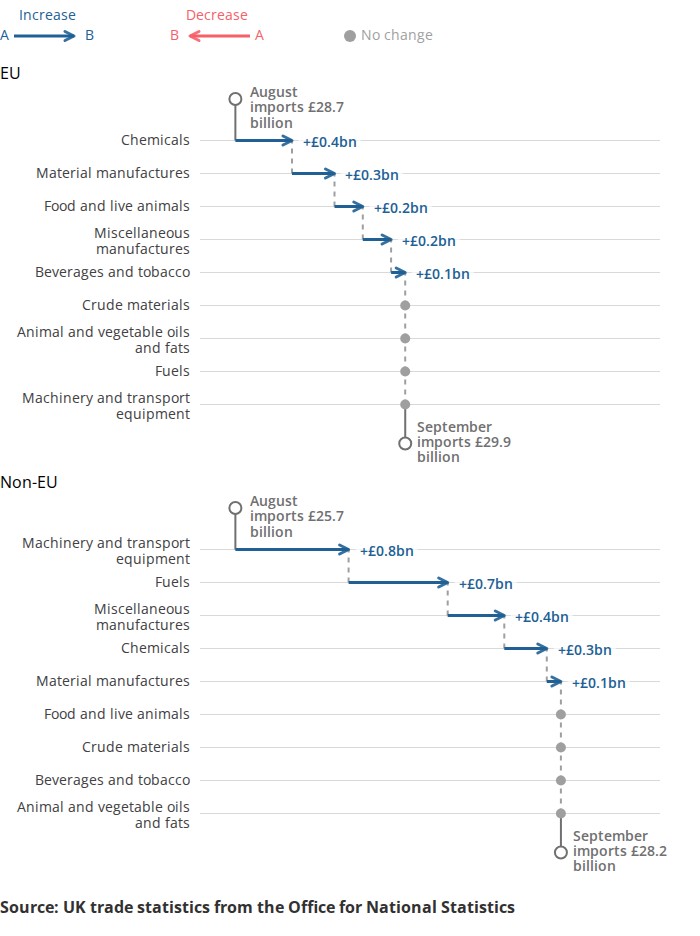 Increase
Decrease
A B
B A
No change
EU
August
imports £28.7
billion
Chemicals
+£0.4bn
Material manufactures
+£0.3bn
Food and live animals
+£0.2bn
Miscellaneous
manufactures
+£0.2bn
Beverages and tobacco
+£0.1bn
Crude materials
Animal and vegetable oils
and fats
Fuels
Machinery and transport
equipment
September
imports £29.9
billion
Non-EU
August
imports £25.7
billion
Machinery and transport
equipment
+£0.8bn
Fuels
+£0.7bn
Miscellaneous
manufactures
+£0.4bn
Chemicals
+£0.3bn
Material manufactures
+£0.1bn
Food and live animals
Crude materials
Beverages and tobacco
Animal and vegetable oils
and fats
September
imports £28.2
billion
Source: UK trade statistics from the Office for National Statistics